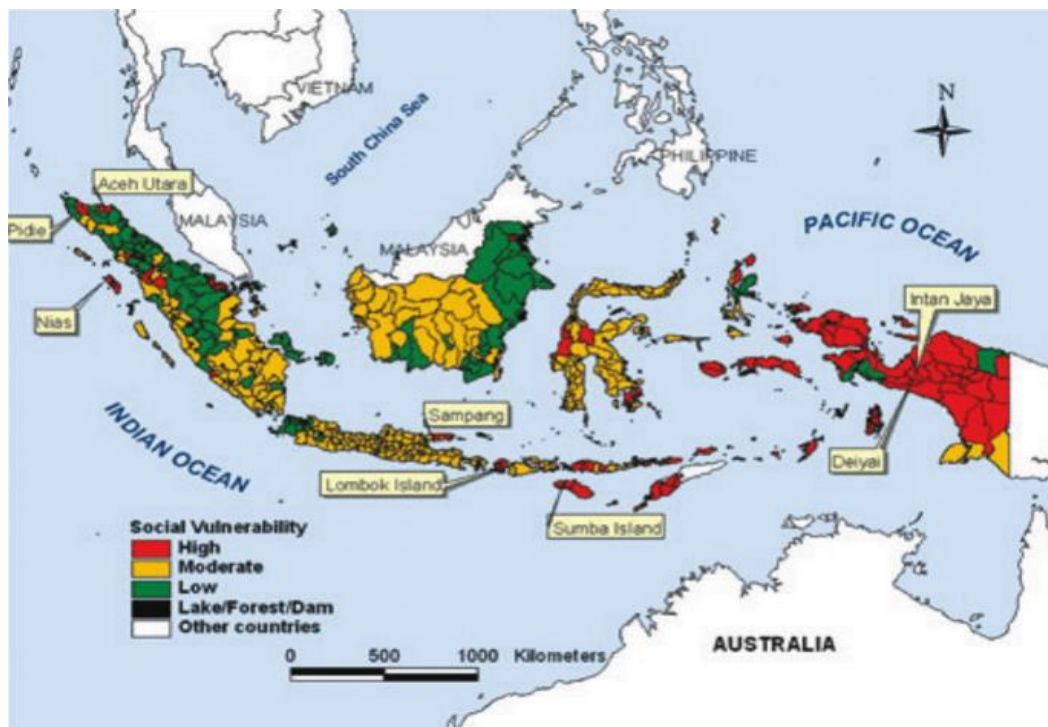 VIETNAM
South China Sea
N
PHILIPPINE
Aceh Utara
MALAYSIA
Pidie
PACIFIC OCEAN
MALAYSIA
Intan Jaya
Nias
Sampang
INDIAN OCEAN
Deiyai
Lombok Island
Sumba Island
Social Vulnerability
High
Moderate
Low
Lake/Forest/Dam
Other countries
AUSTRALIA
0 500 1000 Kilometers